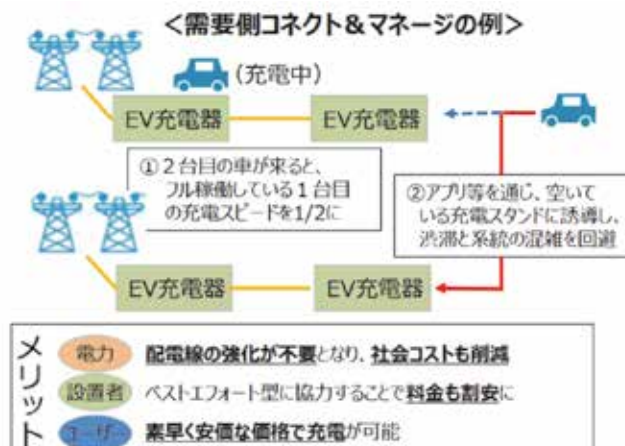 ＜需要側コネクト＆マネージの例＞
（充電中）
EV充電器
EV充電器
①２台目の車が来ると、
フル稼働している１台目
の充電スピードを1/2に
②アプリ等を通じ、空いて
いる充電スタンドに誘導し、
渋滞と系統の混雑を回避
EV充電器
EV充電器
メリット
電力 配電線の強化が不要となり、社会コストも削減
設置者 ベストエフォート型に協力することで料金も割安に
ユーザー 素早く安価な価格で充電が可能